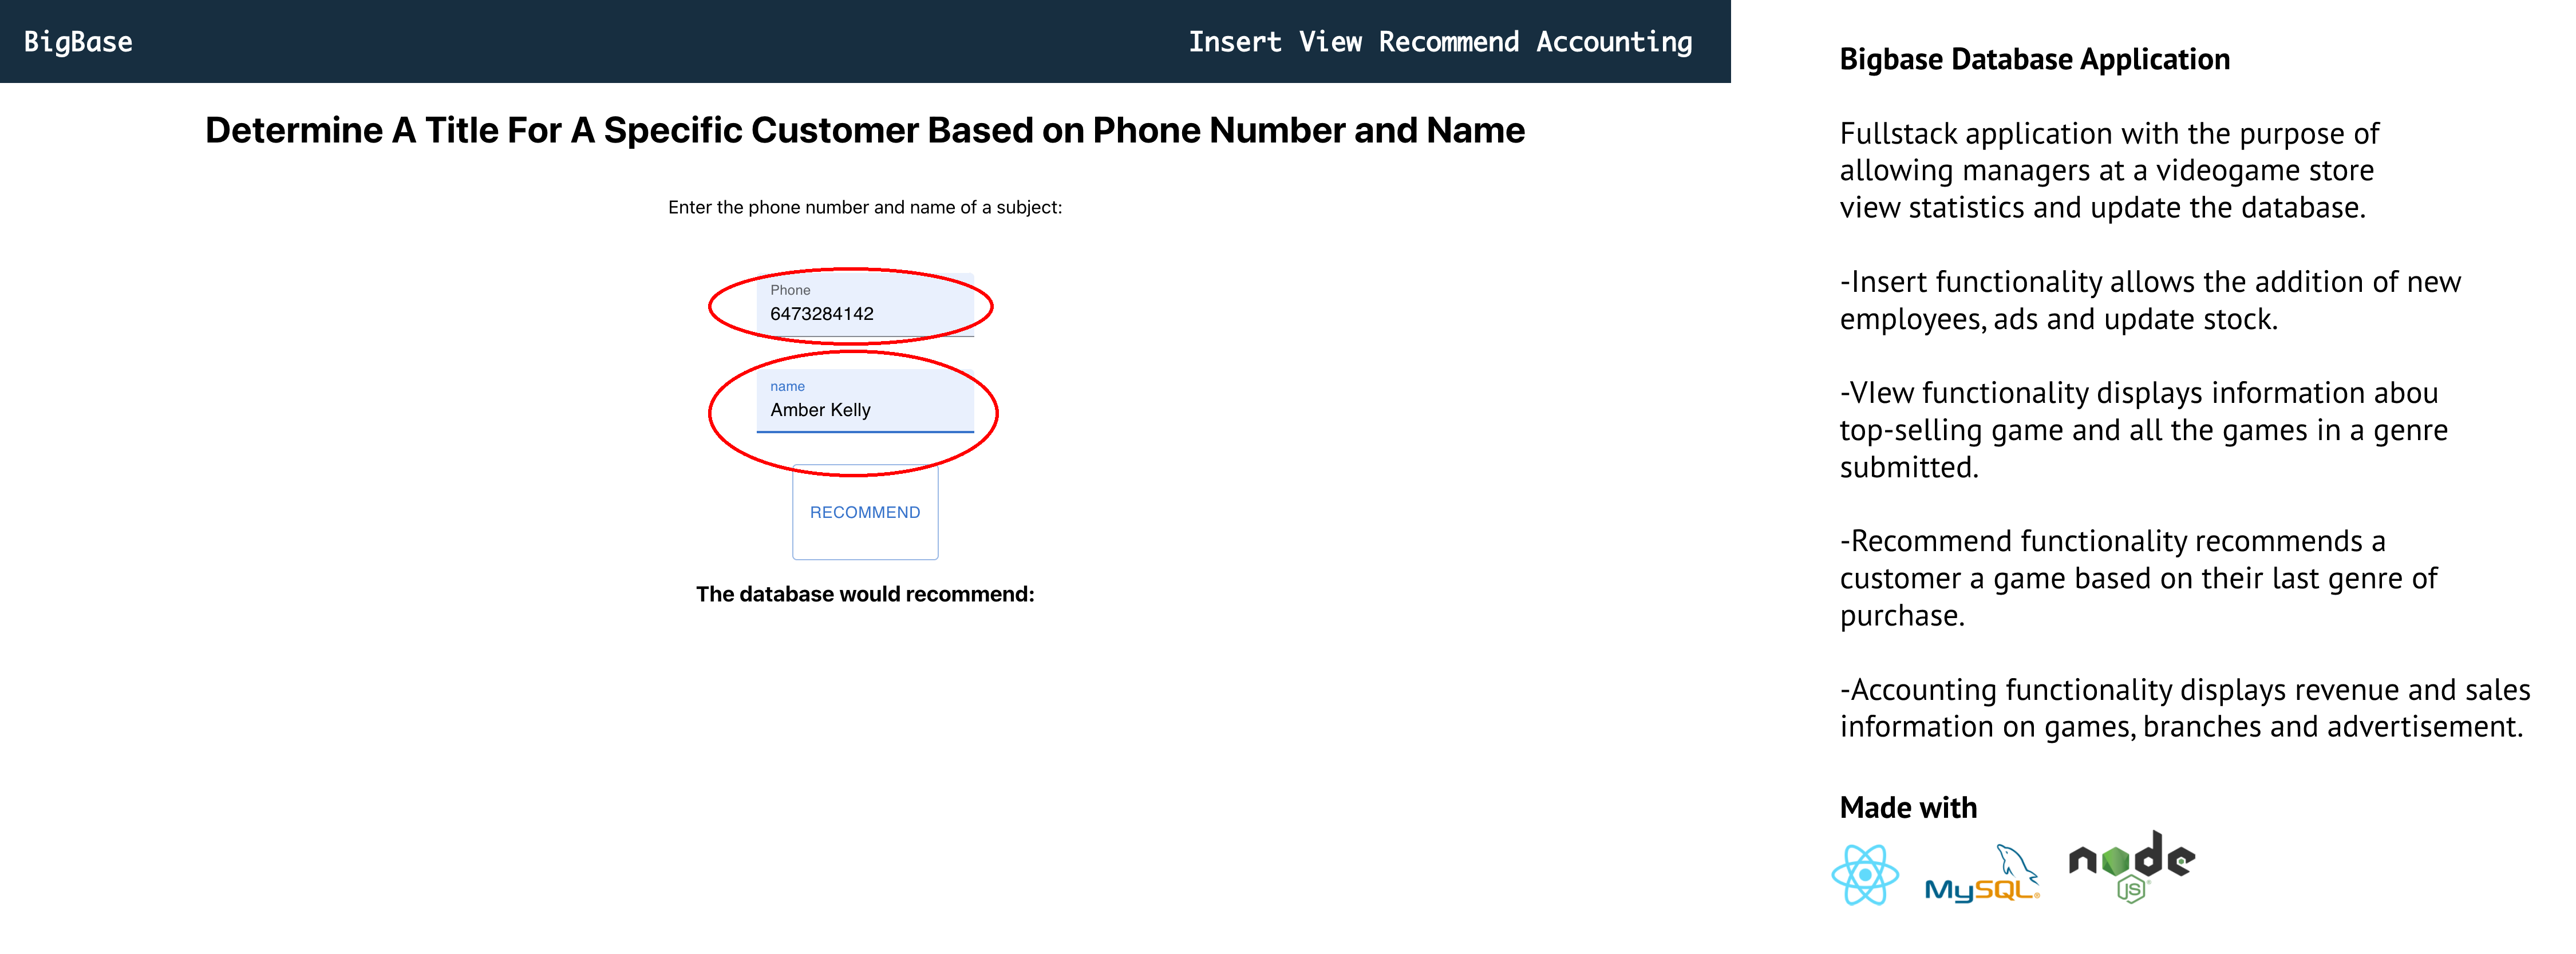 BigBase
Insert View Recommend Accounting
Determine A Title For A Specific Customer Based on Phone Number and Name
Enter the phone number and name of a subject:
Phone
6473284142
name
Amber Kelly
RECOMMEND
The database would recommend:
Bigbase Database Application
Fullstack application with the purpose of
allowing managers at a videogame store
view statistics and update the database.
-Insert functionality allows the addition of new
employees, ads and update stock.
-VIew functionality displays information abou
top-selling game and all the games in a genre
submitted.
-Recommend functionality recommends a
customer a game based on their last genre of
purchase.
-Accounting functionality displays revenue and sales
information on games, branches and advertisement.
Made with
MySQL®
node
JS®